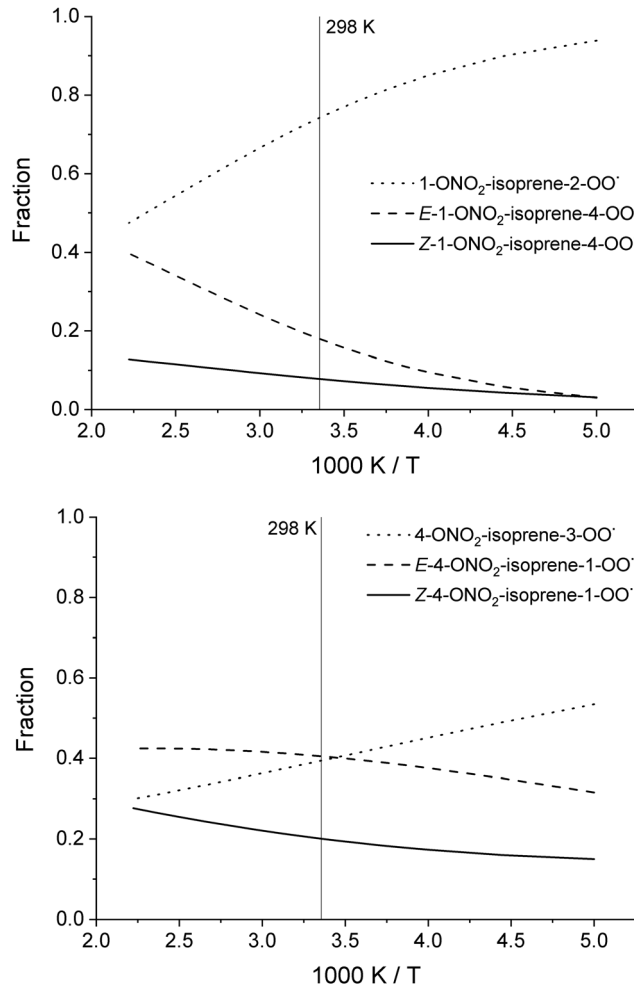 1.0
298 K
0.8
0.6
1-ONO₂-isoprene-2-OO·
E-1-ONO₂-isoprene-4-OO
Z-1-ONO₂-isoprene-4-OO
Fraction
0.4
0.2
0.0
2.0 2.5 3.0 3.5 4.0 4.5 5.0
1000 K / T
1.0
298 K
4-ONO₂-isoprene-3-OO·
E-4-ONO₂-isoprene-1-OO·
Z-4-ONO₂-isoprene-1-OO·
0.8
0.6
Fraction
0.4
0.2
0.0
2.0 2.5 3.0 3.5 4.0 4.5 5.0
1000 K / T